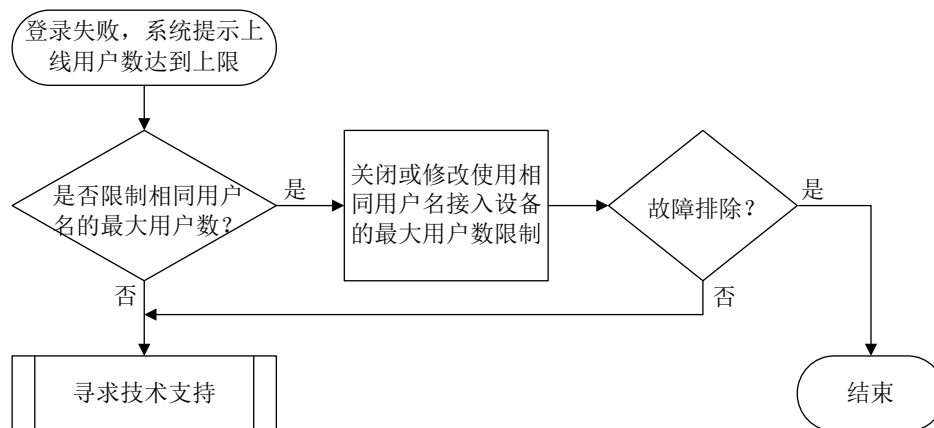 登录失败，系统提示上
线用户数达到上限
是否限制相同用户
名的最大用户数？
是
关闭或修改使用相
同用户名接入设备
的最大用户数限制
故障排除？
是
否
否
寻求技术支持
结束